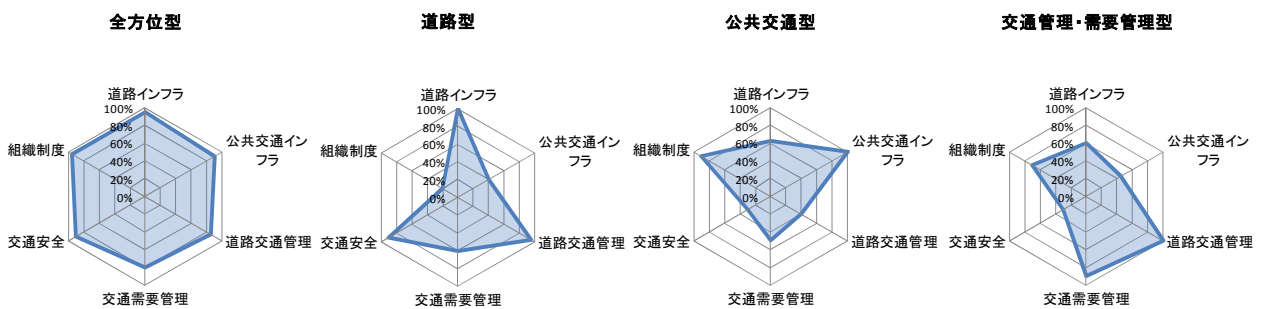 全方位型
道路インフラ
100%
80%
60%
40%
20%
0%
公共交通イン
フラ
道路交通管理
交通需要管理
交通安全
組織制度
道路型
道路インフラ
100%
80%
60%
40%
20%
0%
公共交通イン
フラ
道路交通管理
交通需要管理
交通安全
組織制度
公共交通型
道路インフラ
100%
80%
60%
40%
20%
0%
公共交通イン
フラ
道路交通管理
交通需要管理
交通安全
組織制度
交通管理・需要管理型
道路インフラ
100%
80%
60%
40%
20%
0%
公共交通イン
フラ
道路交通管理
交通需要管理
交通安全
組織制度